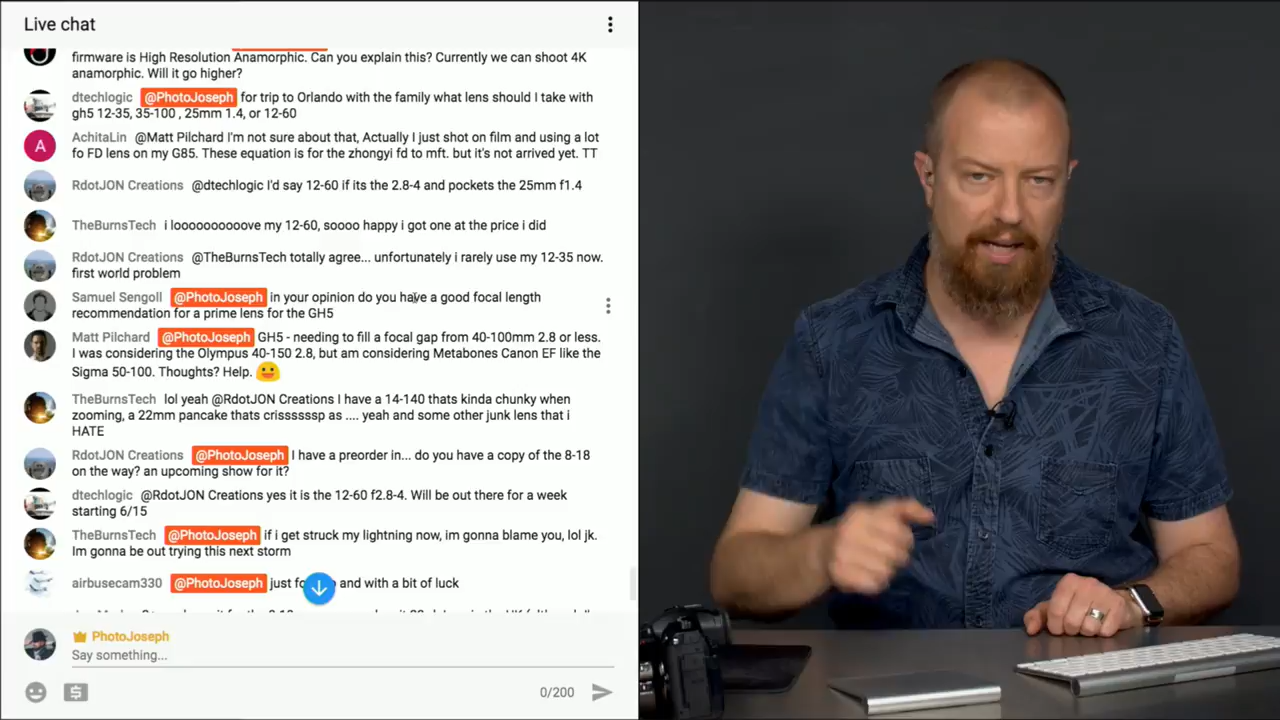 Live chat
firmware is High Resolution Anamorphic. Can you explain this? Currently we can shoot 4K
anamorphic. Will it go higher?
dtechlogic @PhotoJoseph for trip to Orlando with the family what lens should I take with
gh5 12-35, 35-100 , 25mm 1.4, or 12-60
A
AchitaLin @Matt Pilchard I'm not sure about that, Actually I just shot on film and using a lot
fo FD lens on my G85. These equation is for the zhongyi fd to mft. but it's not arrived yet. TT
RdotJON Creations @dtechlogic I'd say 12-60 if its the 2.8-4 and pockets the 25mm f1.4
TheBurnsTech i looooooooove my 12-60, soooo happy i got one at the price i did
RdotJON Creations @TheBurnsTech totally agree... unfortunately i rarely use my 12-35 now.
first world problem
Samuel Sengoll @PhotoJoseph in your opinion do you have a good focal length
recommendation for a prime lens for the GH5
Matt Pilchard @PhotoJoseph GH5 - needing to fill a focal gap from 40-100mm 2.8 or less.
I was considering the Olympus 40-150 2.8, but am considering Metabones Canon EF like the
Sigma 50-100. Thoughts? Help.
TheBurnsTech lol yeah @RdotJON Creations I have a 14-140 thats kinda chunky when
zooming, a 22mm pancake thats crissssssp as .... yeah and some other junk lens that i
HATE
RdotJON Creations @PhotoJoseph I have a preorder in... do you have a copy of the 8-18
on the way? an upcoming show for it?
dtechlogic @RdotJON Creations yes it is the 12-60 f2.8-4. Will be out there for a week
starting 6/15
TheBurnsTech @PhotoJoseph if i get struck my lightning now, im gonna blame you, lol jk.
Im gonna be out trying this next storm
airbusecam330 @PhotoJoseph just and with a bit of luck
PhotoJoseph
Say something...
0/200